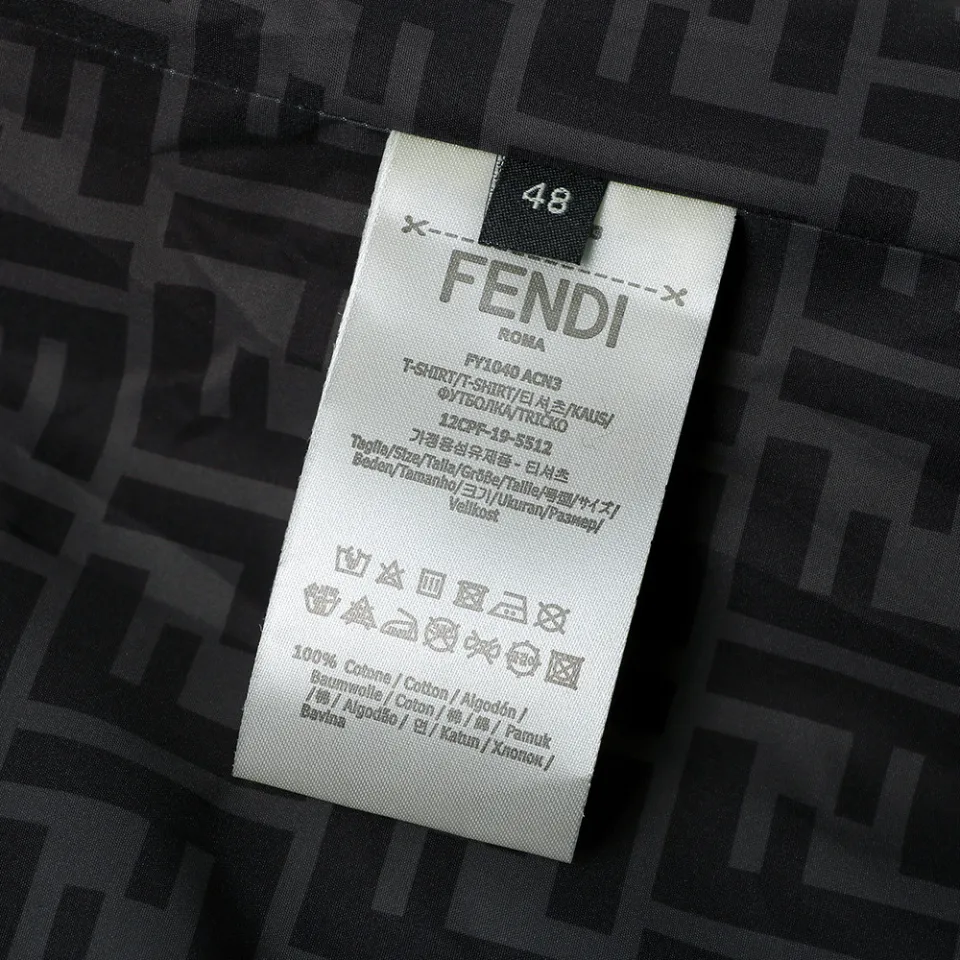 48
FENDI
ROMA
FY1040 ACN3
T-SHIRT/T-SHIRT/티셔츠/KAUS/
ФУТБОЛКА/TRICKO
12CPF-19-5512
가정용섬유제품 - 티셔츠
Taglia/Size/Talla/Größe/Taille/号型/サイズ/
Beden/Tamanho/크기/Ukuran/Размер/
Velikost
100% Cotone / Cotton / Algodón /
Baumwolle / Coton / 棉 / 綿 / Pamuk
/ 棉 / Algodão / 면 / Katun / Хлопок /
Bavlna